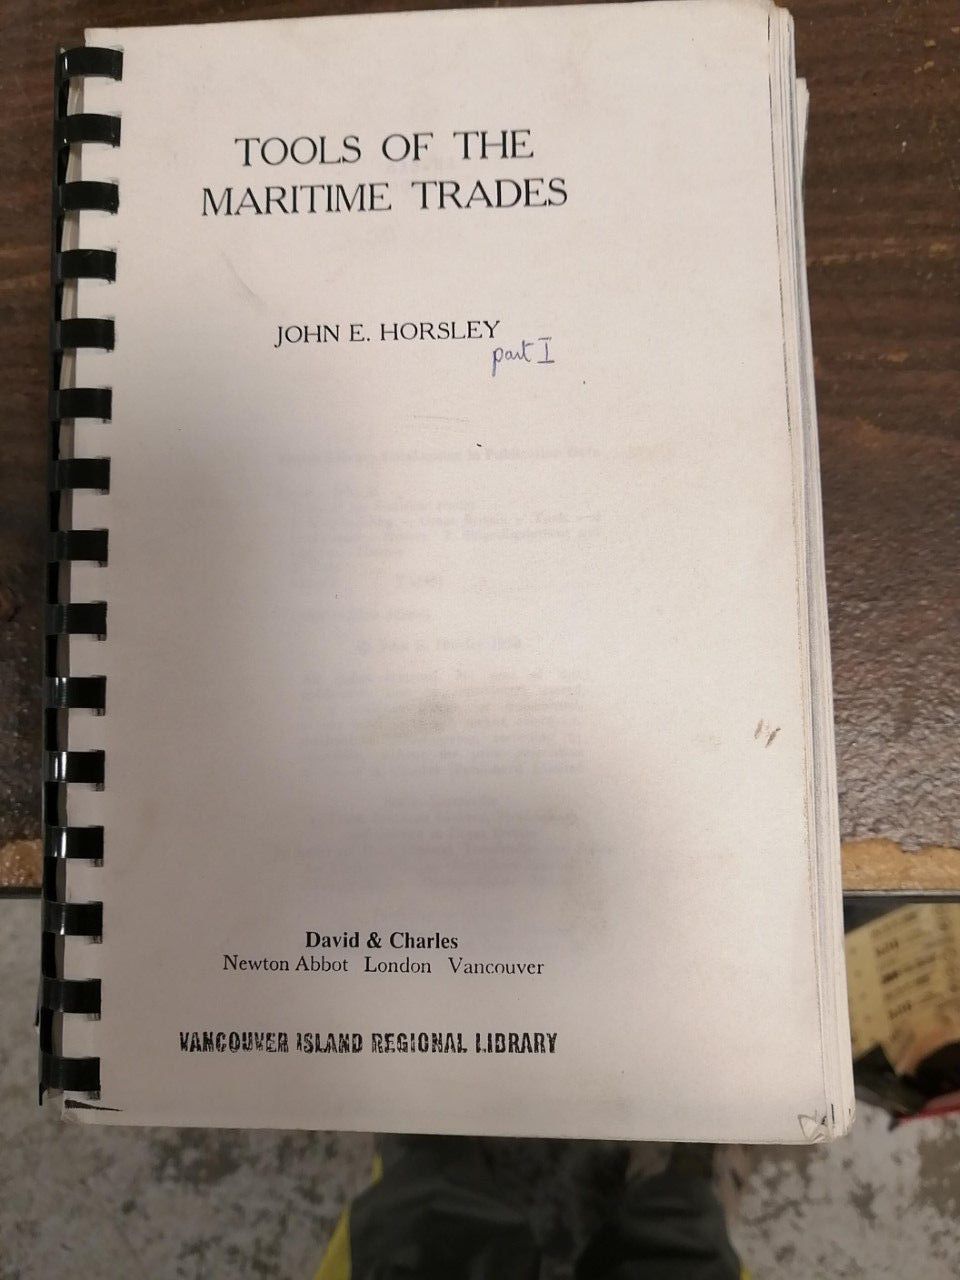 TOOLS OF THE
MARITIME TRADES
JOHN E. HORSLEY
part I
David & Charles
Newton Abbot London Vancouver
VANCOUVER ISLAND REGIONAL LIBRARY